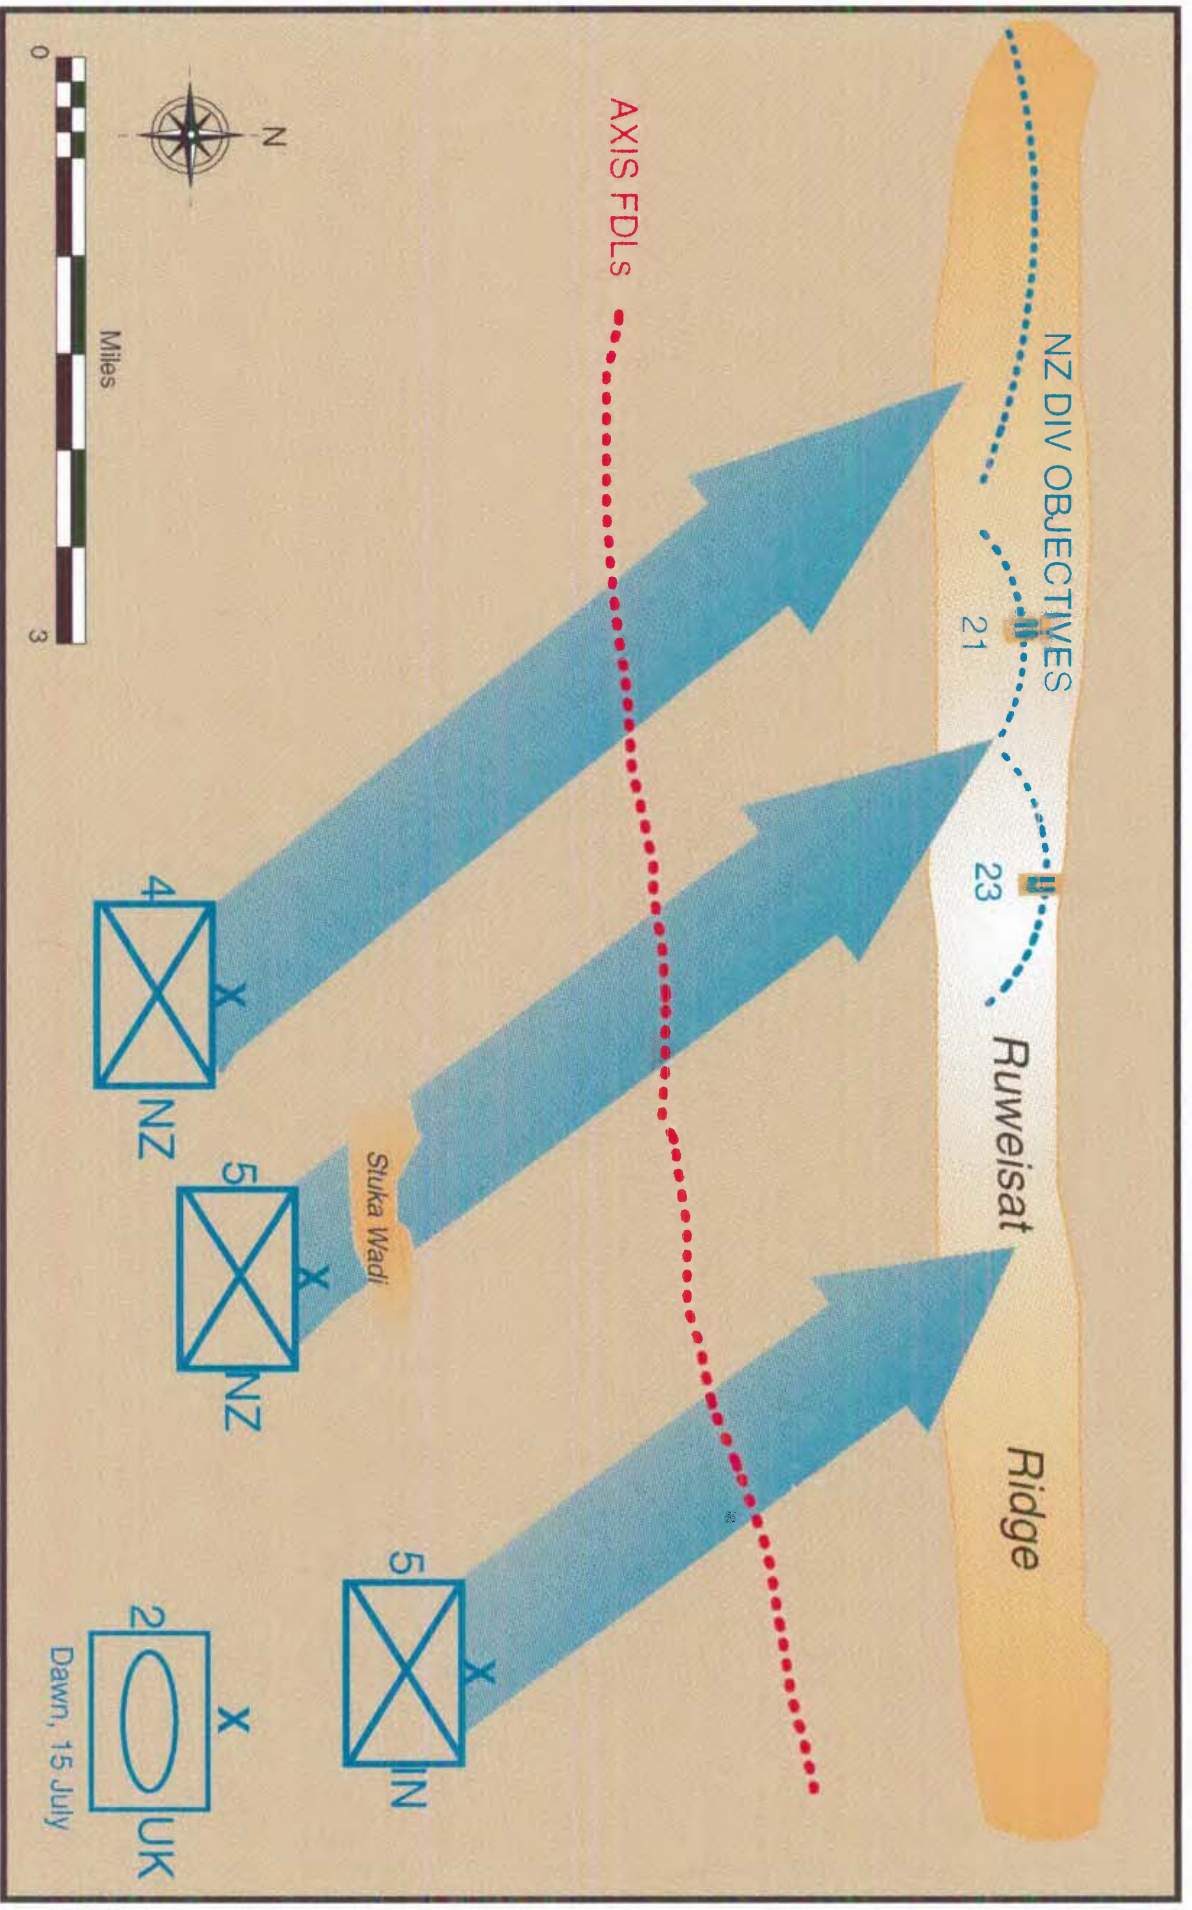 NZ DIV OBJECTIVES
21
23
Ruweisat
Ridge
AXIS FDLs
Stuka Wadi
X
4
NZ
X
5
NZ
X
5
IN
X
2
UK
Dawn, 15 July
N
Miles
0
3